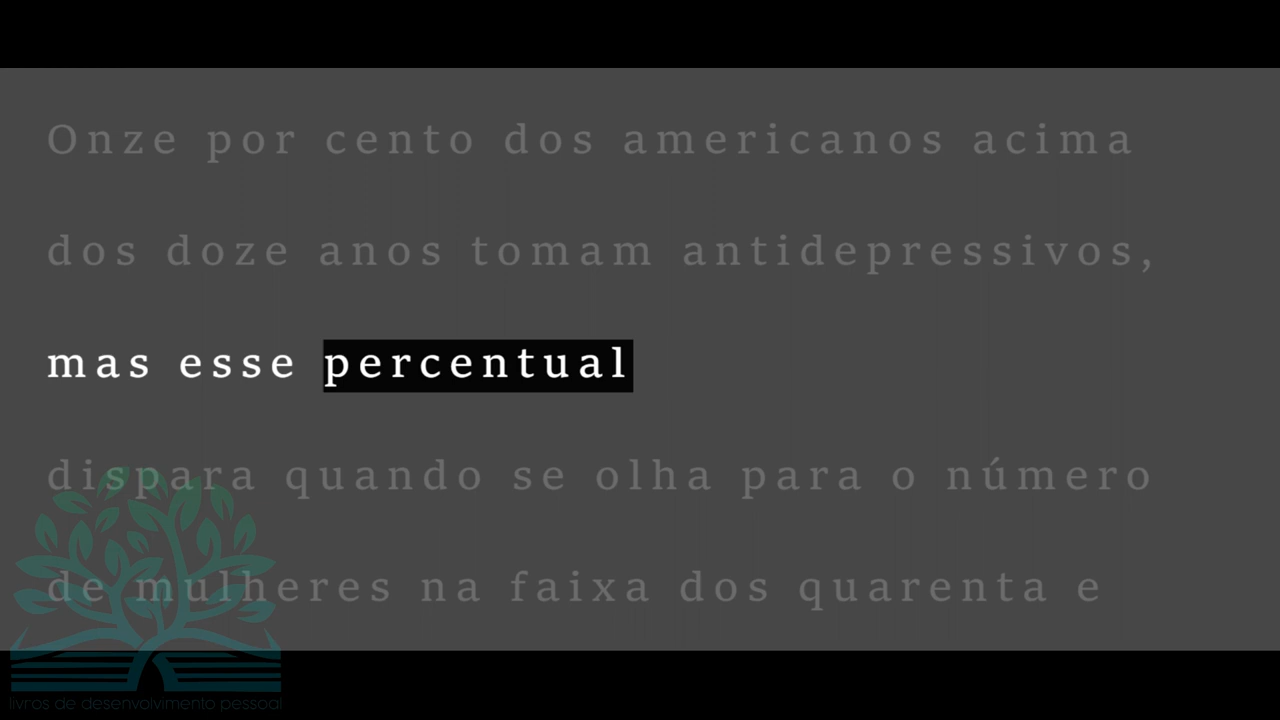 Onze por cento dos americanos acima
dos doze anos tomam antidepressivos,
mas esse percentual
dispara quando se olha para o número
de mulheres na faixa dos quarenta e
livros de desenvolvimento pessoal